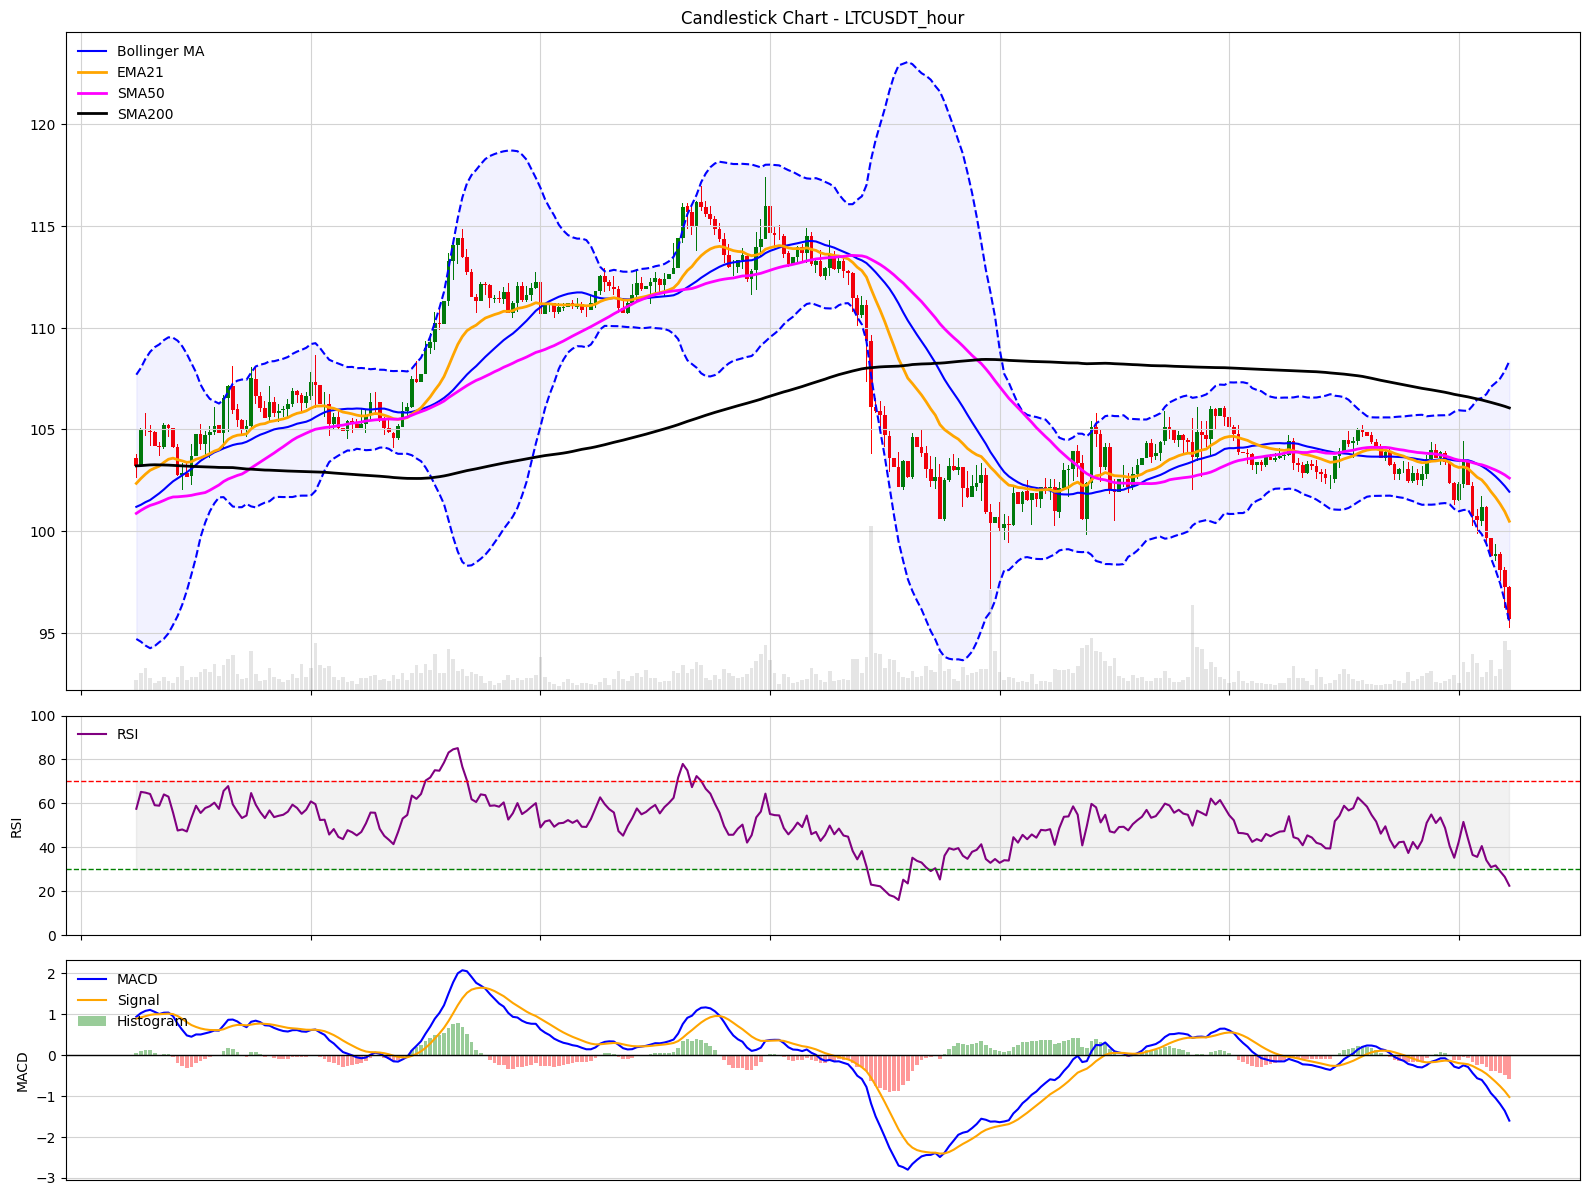 Candlestick Chart - LTCUSDT_hour
Bollinger MA
EMA21
SMA50
SMA200
120
115
110
105
100
95
RSI
100
80
60
40
20
0
RSI
MACD
Signal
Histogram
2
1
0
−1
−2
−3
MACD